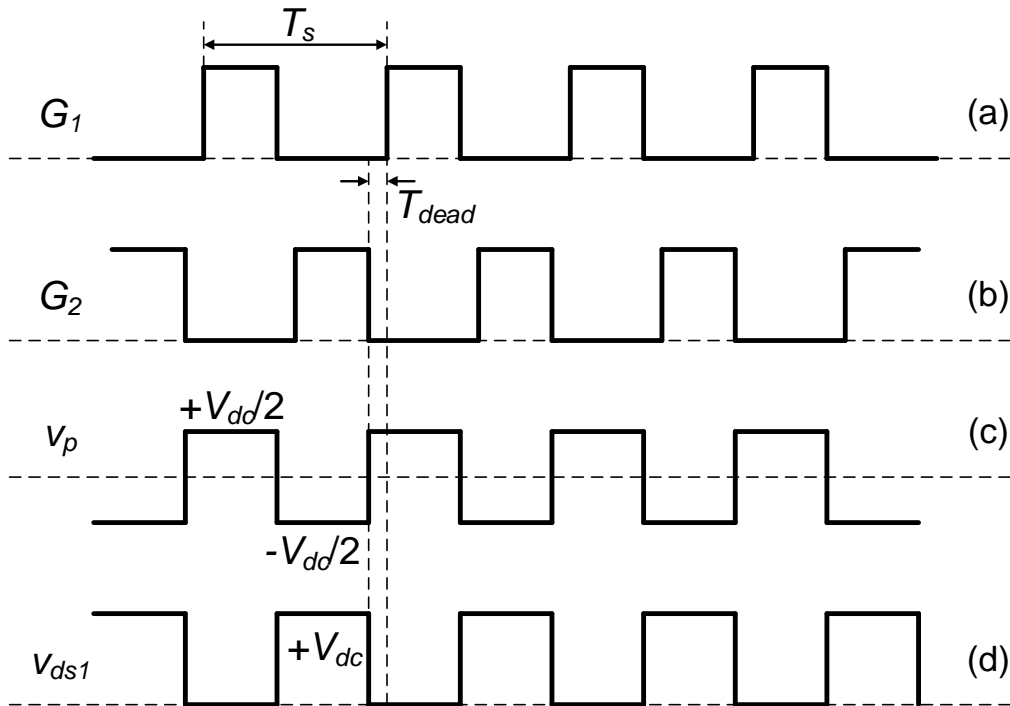 T_s
G_1
(a)
T_dead
G_2
(b)
+V_dc/2
v_p
(c)
-V_dc/2
+V_dc
v_ds1
(d)